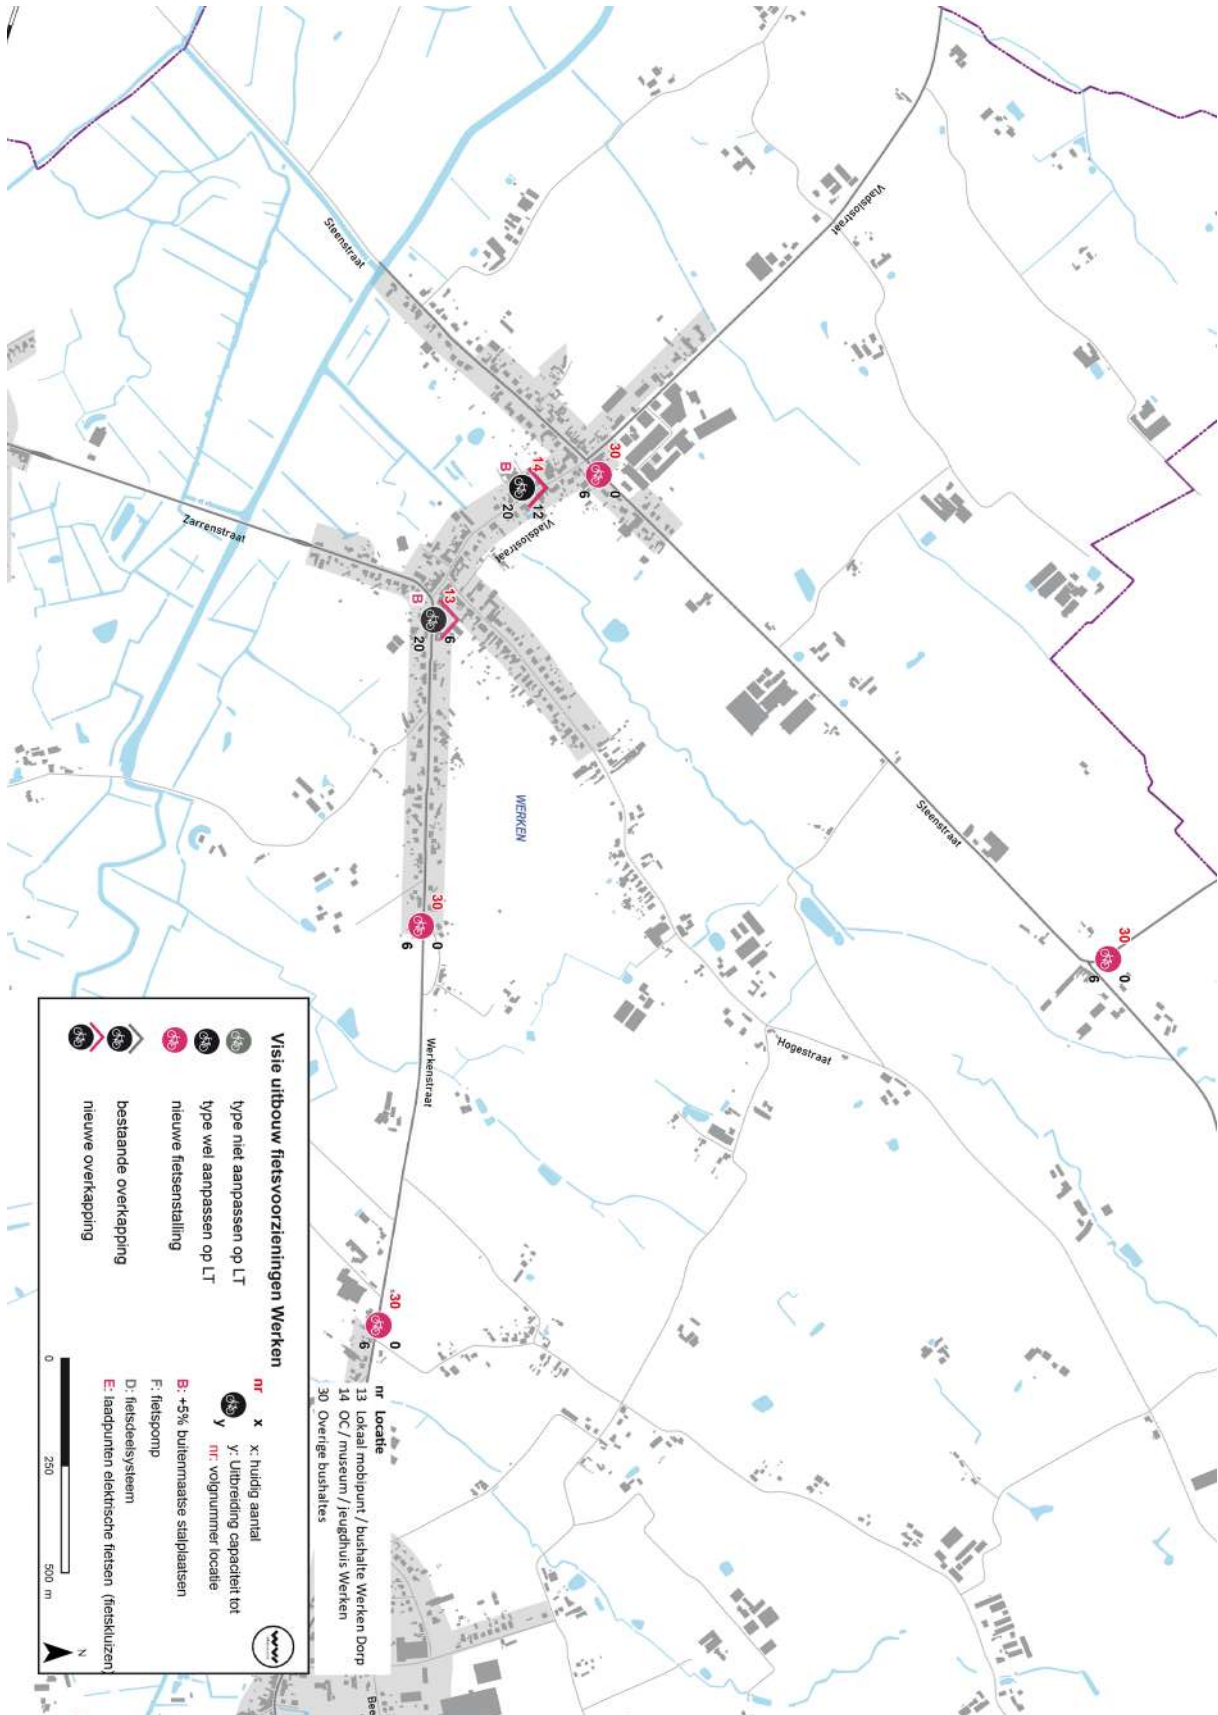 Vladslostraat
Steenstraat
30
0
6
14
B
12
20
Vladslostraat
Zarrenstraat
13
B
6
20
WERKEN
Steenstraat
30
0
6
30
0
6
Hogestraat
Werkenstraat
30
0
6
Bee
nr Locatie
13 Lokaal mobipunt / bushalte Werken Dorp
14 OC / museum / jeugdhuis Werken
30 Overige bushaltes
Visie uitbouw fietsvoorzieningen Werken
type niet aanpassen op LT
type wel aanpassen op LT
nieuwe fietsenstalling
bestaande overkapping
nieuwe overkapping
nr x
y
x: huidig aantal
y: Uitbreiding capaciteit tot
nr: volgnummer locatie
B: +5% buitenmaatse stalplaatsen
F: fietspomp
D: fietsdeelsysteem
E: laadpunten elektrische fietsen (fietskluizen)
0 250 500 m
N